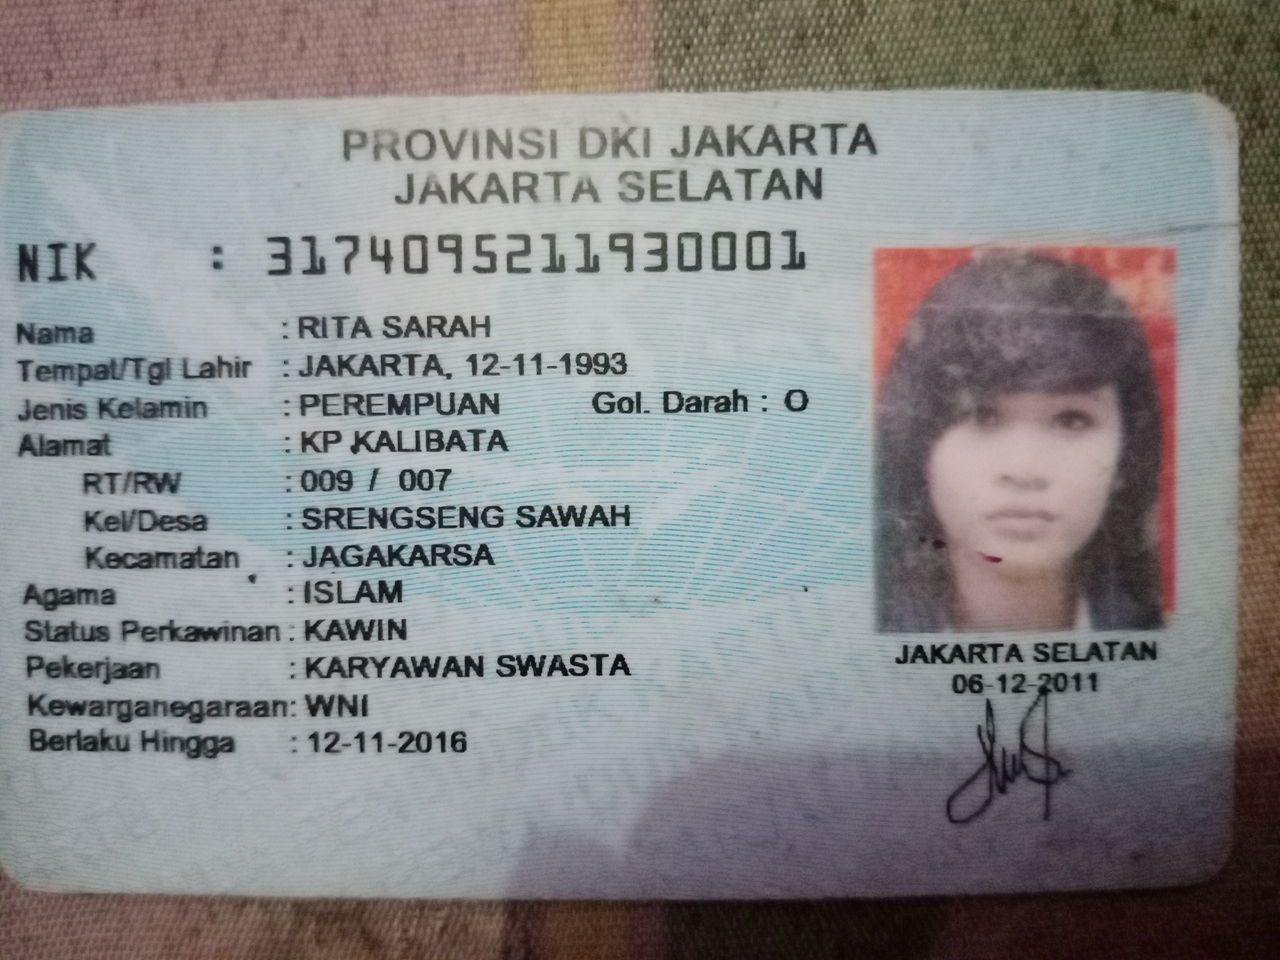 PROVINSI DKI JAKARTA
JAKARTA SELATAN
NIK : 3174095211930001
Nama : RITA SARAH
Tempat/Tgl Lahir : JAKARTA, 12-11-1993
Jenis Kelamin : PEREMPUAN Gol. Darah : O
Alamat : KP KALIBATA
RT/RW : 009 / 007
Kel/Desa : SRENGSENG SAWAH
Kecamatan : JAGAKARSA
Agama : ISLAM
Status Perkawinan : KAWIN
Pekerjaan : KARYAWAN SWASTA
Kewarganegaraan : WNI
Berlaku Hingga : 12-11-2016
JAKARTA SELATAN
06-12-2011